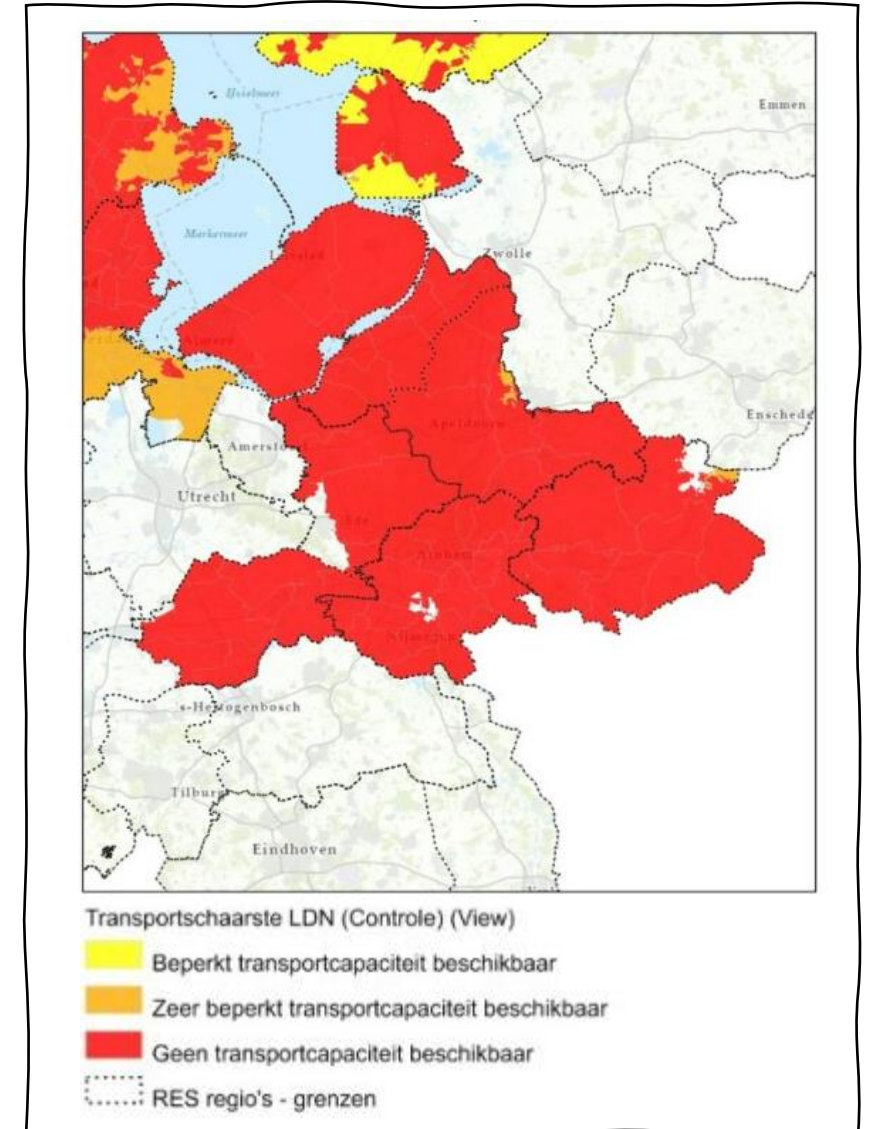 IJsselmeer
Emmen
Markermeer
Zwolle
Lelystad
Almere
Enschede
Apeldoorn
Amersfoort
Utrecht
Ede
Arnhem
Nijmegen
s-Hertogenbosch
Tilburg
Eindhoven
Transportschaarste LDN (Controle) (View)
Beperkt transportcapaciteit beschikbaar
Zeer beperkt transportcapaciteit beschikbaar
Geen transportcapaciteit beschikbaar
RES regio's - grenzen